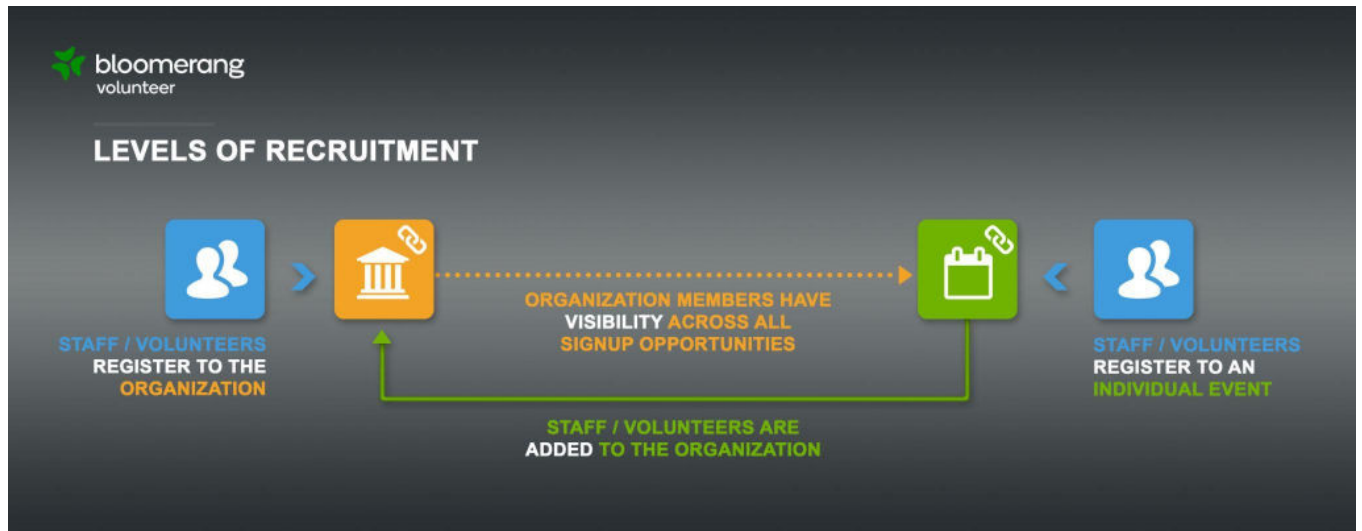 bloomerang
volunteer
LEVELS OF RECRUITMENT
STAFF / VOLUNTEERS
REGISTER TO THE
ORGANIZATION
ORGANIZATION MEMBERS HAVE
VISIBILITY ACROSS ALL
SIGNUP OPPORTUNITIES
STAFF / VOLUNTEERS
REGISTER TO AN
INDIVIDUAL EVENT
STAFF / VOLUNTEERS ARE
ADDED TO THE ORGANIZATION